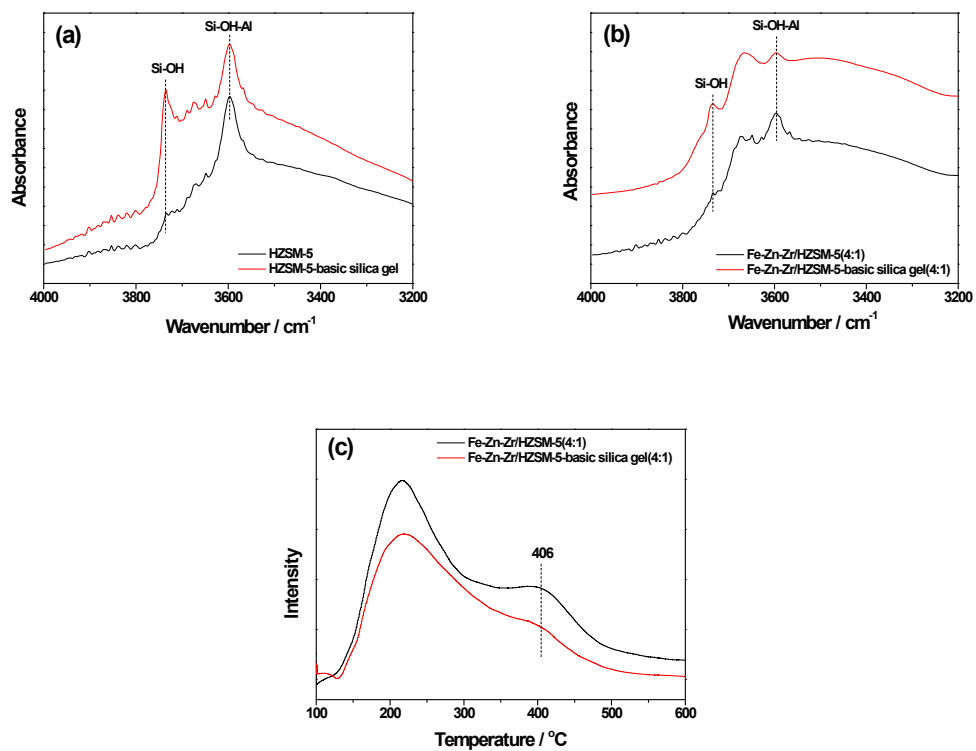 (a)
Si-OH-Al
Si-OH
Absorbance
HZSM-5
HZSM-5-basic silica gel
4000 3800 3600 3400 3200
Wavenumber / cm⁻¹
(b)
Si-OH-Al
Si-OH
Absorbance
Fe-Zn-Zr/HZSM-5(4:1)
Fe-Zn-Zr/HZSM-5-basic silica gel(4:1)
4000 3800 3600 3400 3200
Wavenumber / cm⁻¹
(c)
Fe-Zn-Zr/HZSM-5(4:1)
Fe-Zn-Zr/HZSM-5-basic silica gel(4:1)
406
Intensity
100 200 300 400 500 600
Temperature / °C